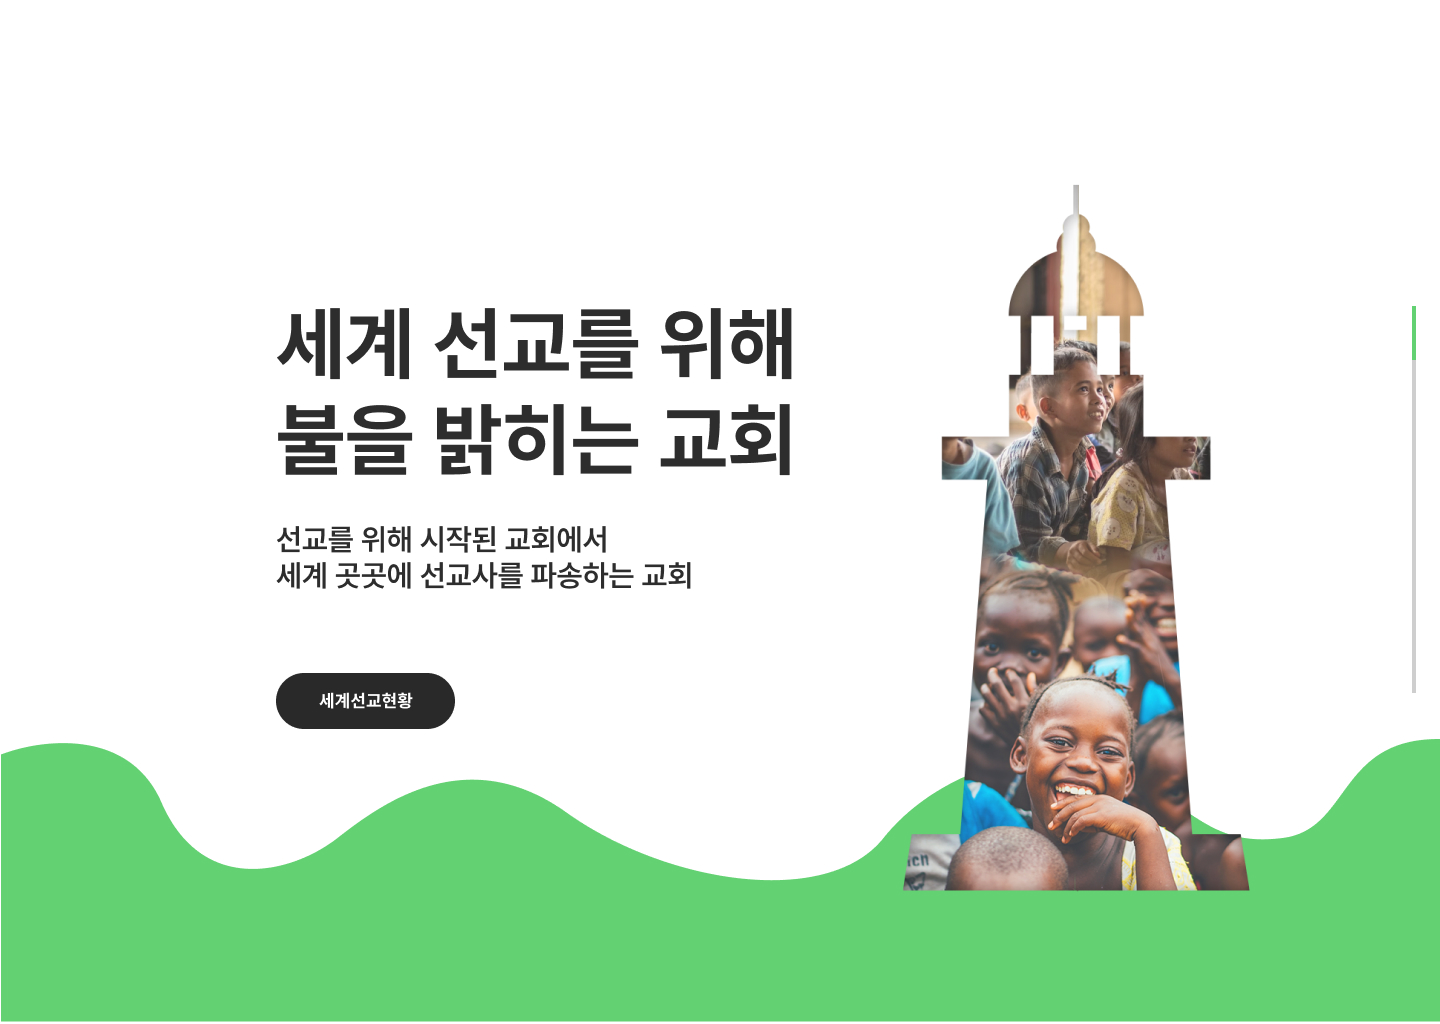 세계 선교를 위해
불을 밝히는 교회
선교를 위해 시작된 교회에서
세계 곳곳에 선교사를 파송하는 교회
세계선교현황